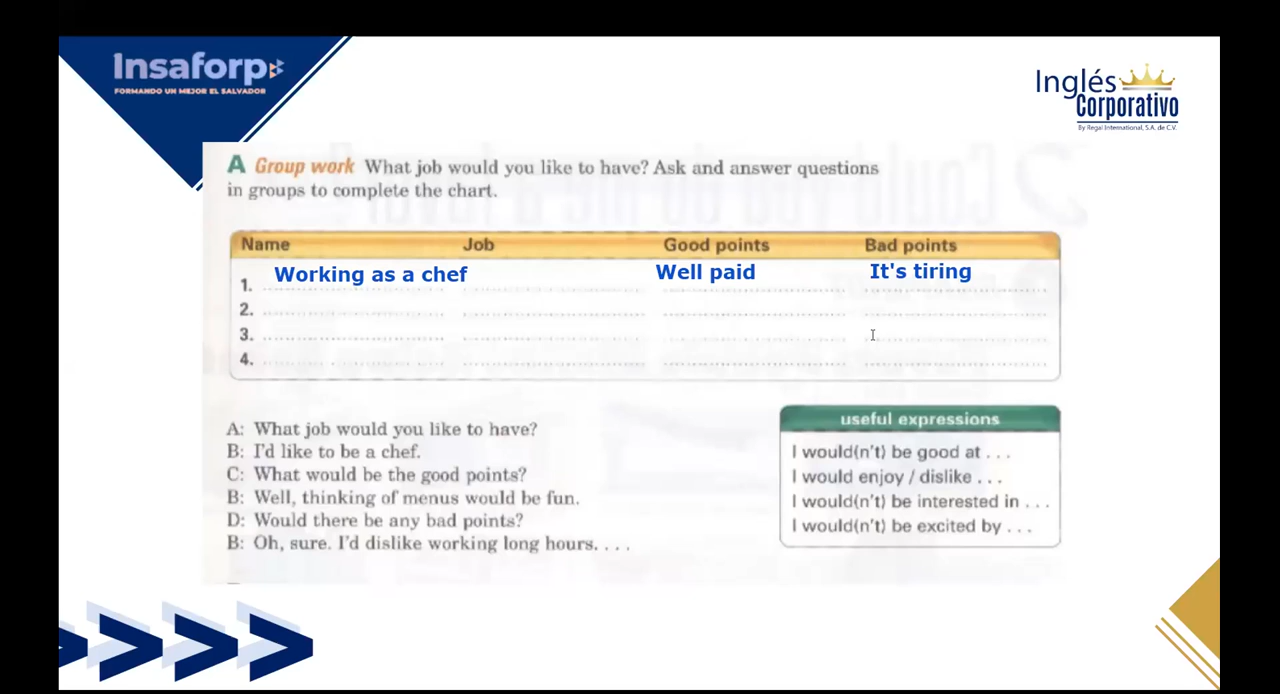 Insaforp
FORMANDO UN MEJOR EL SALVADOR
Inglés
Corporativo
By Regal International, S.A. de C.V.
A Group work What job would you like to have? Ask and answer questions
in groups to complete the chart.
Name Job Good points Bad points
1. Working as a chef Well paid It's tiring
2.
3.
4.
A: What job would you like to have?
B: I'd like to be a chef.
C: What would be the good points?
B: Well, thinking of menus would be fun.
D: Would there be any bad points?
B: Oh, sure. I'd dislike working long hours. . . .
useful expressions
I would(n't) be good at . . .
I would enjoy / dislike . . .
I would(n't) be interested in . . .
I would(n't) be excited by . . .